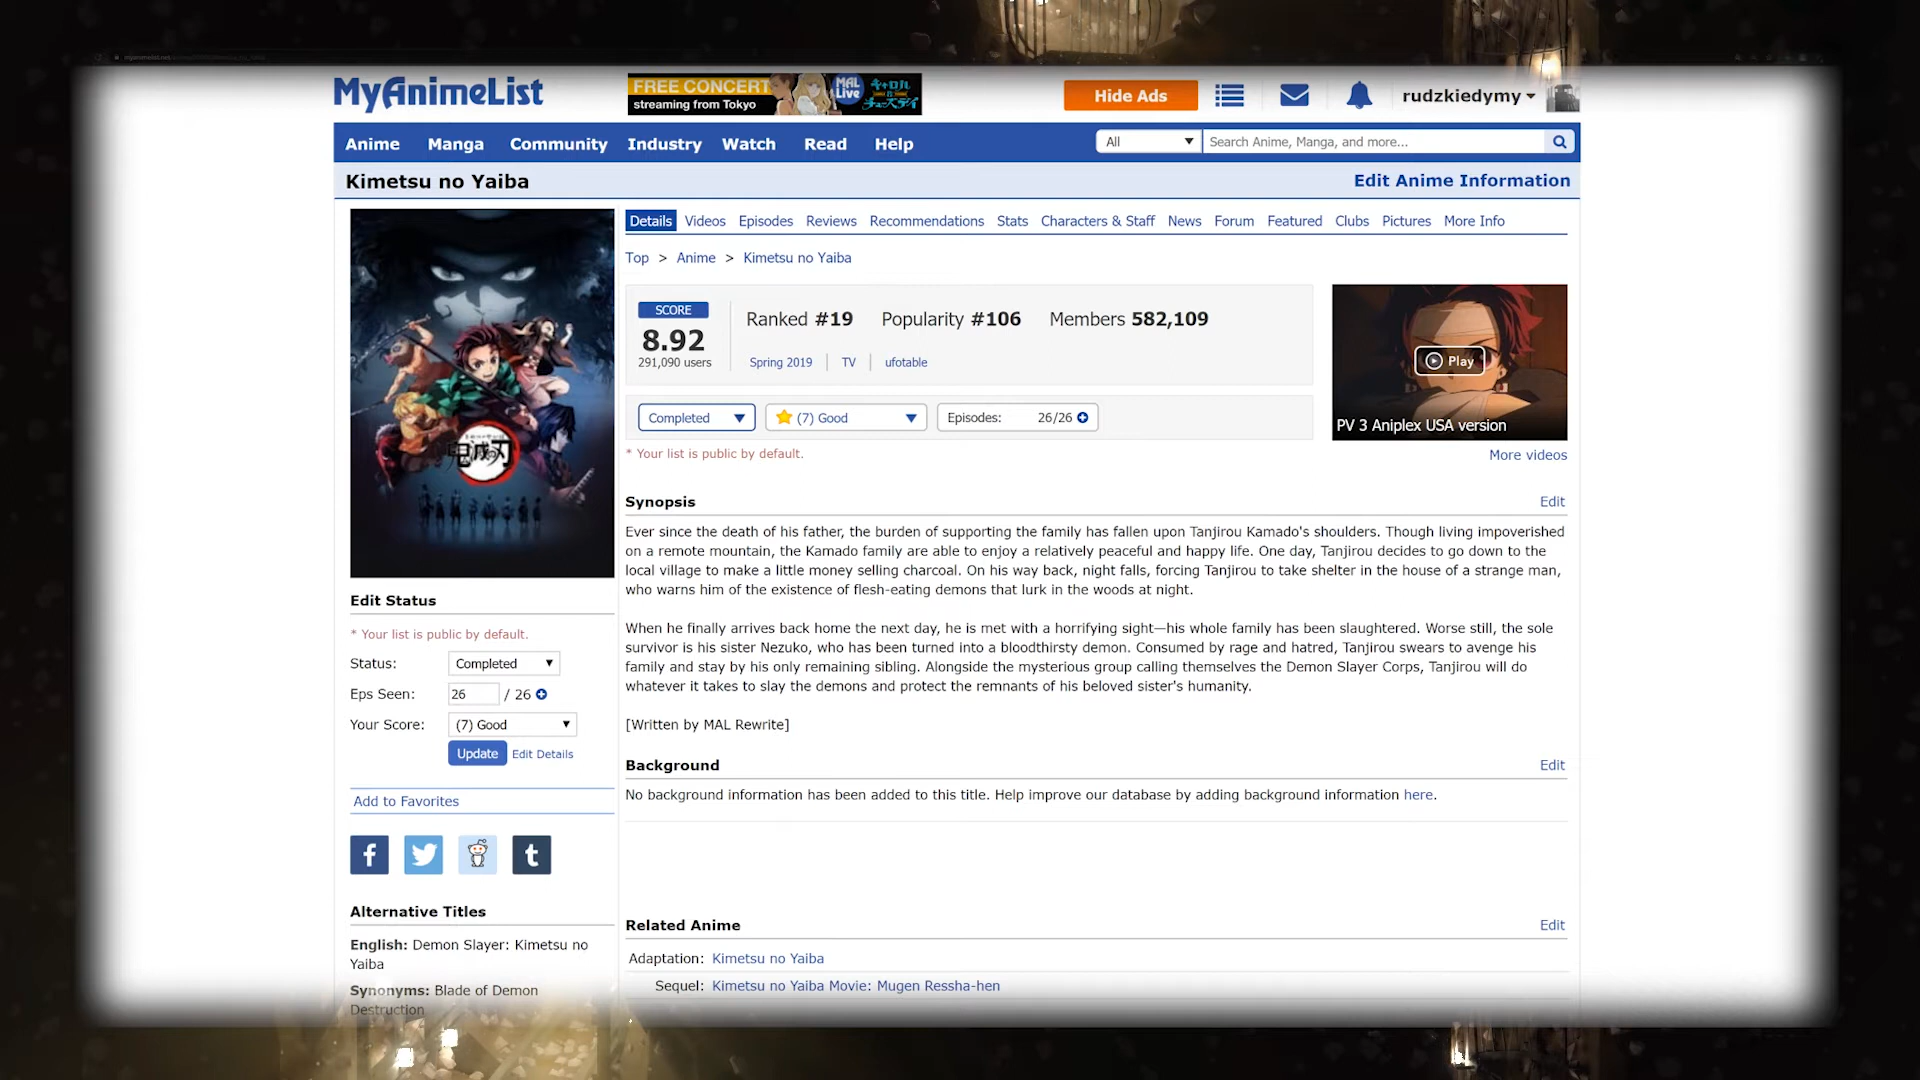 MyAnimeList
FREE CONCERT
streaming from Tokyo
MAL Live
キャロル&チューズデイ
Hide Ads
rudzkiedymy
Anime Manga Community Industry Watch Read Help
All
Search Anime, Manga, and more...
Kimetsu no Yaiba
Edit Anime Information
Details Videos Episodes Reviews Recommendations Stats Characters & Staff News Forum Featured Clubs Pictures More Info
Top > Anime > Kimetsu no Yaiba
鬼滅の刃
SCORE
8.92
291,090 users
Ranked #19 Popularity #106 Members 582,109
Spring 2019 TV ufotable
Completed
(7) Good
Episodes: 26/26
* Your list is public by default.
Play
PV 3 Aniplex USA version
More videos
Synopsis
Edit
Ever since the death of his father, the burden of supporting the family has fallen upon Tanjirou Kamado's shoulders. Though living impoverished
on a remote mountain, the Kamado family are able to enjoy a relatively peaceful and happy life. One day, Tanjirou decides to go down to the
local village to make a little money selling charcoal. On his way back, night falls, forcing Tanjirou to take shelter in the house of a strange man,
who warns him of the existence of flesh-eating demons that lurk in the woods at night.
When he finally arrives back home the next day, he is met with a horrifying sight—his whole family has been slaughtered. Worse still, the sole
survivor is his sister Nezuko, who has been turned into a bloodthirsty demon. Consumed by rage and hatred, Tanjirou swears to avenge his
family and stay by his only remaining sibling. Alongside the mysterious group calling themselves the Demon Slayer Corps, Tanjirou will do
whatever it takes to slay the demons and protect the remnants of his beloved sister's humanity.
[Written by MAL Rewrite]
Background
Edit
No background information has been added to this title. Help improve our database by adding background information here.
Related Anime
Edit
Adaptation: Kimetsu no Yaiba
Sequel: Kimetsu no Yaiba Movie: Mugen Ressha-hen
Edit Status
* Your list is public by default.
Status: Completed
Eps Seen: 26 / 26
Your Score: (7) Good
Update Edit Details
Add to Favorites
Alternative Titles
English: Demon Slayer: Kimetsu no
Yaiba
Synonyms: Blade of Demon
Destruction